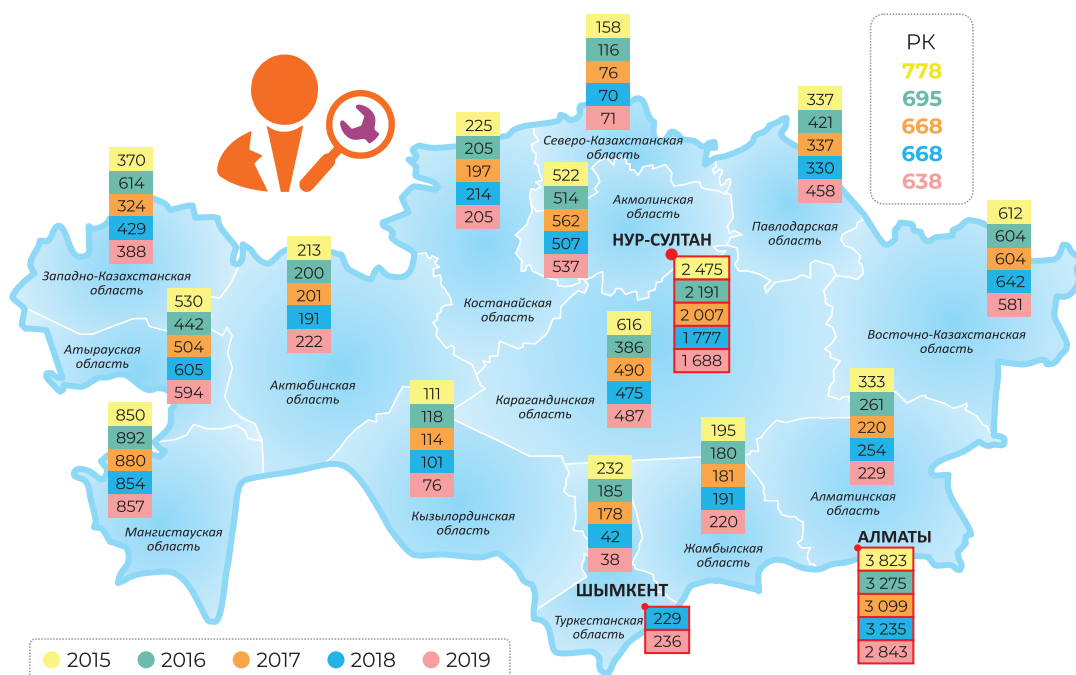 158
116
76
70
71
Северо-Казахстанская
область
РК
778
695
668
668
638
337
421
337
330
458
Павлодарская
область
225
205
197
214
205
Костанайская
область
370
614
324
429
388
Западно-Казахстанская
область
522
514
562
507
537
Акмолинская
область
НУР-СУЛТАН
2 475
2 191
2 007
1 777
1 688
612
604
604
642
581
Восточно-Казахстанская
область
213
200
201
191
222
Актюбинская
область
530
442
504
605
594
Атырауская
область
616
386
490
475
487
Карагандинская
область
850
892
880
854
857
Мангистауская
область
111
118
114
101
76
Кызылординская
область
333
261
220
254
229
Алматинская
область
195
180
181
191
220
Жамбылская
область
232
185
178
42
38
ШЫМКЕНТ
229
236
Туркестанская
область
АЛМАТЫ
3 823
3 275
3 099
3 235
2 843
2015
2016
2017
2018
2019